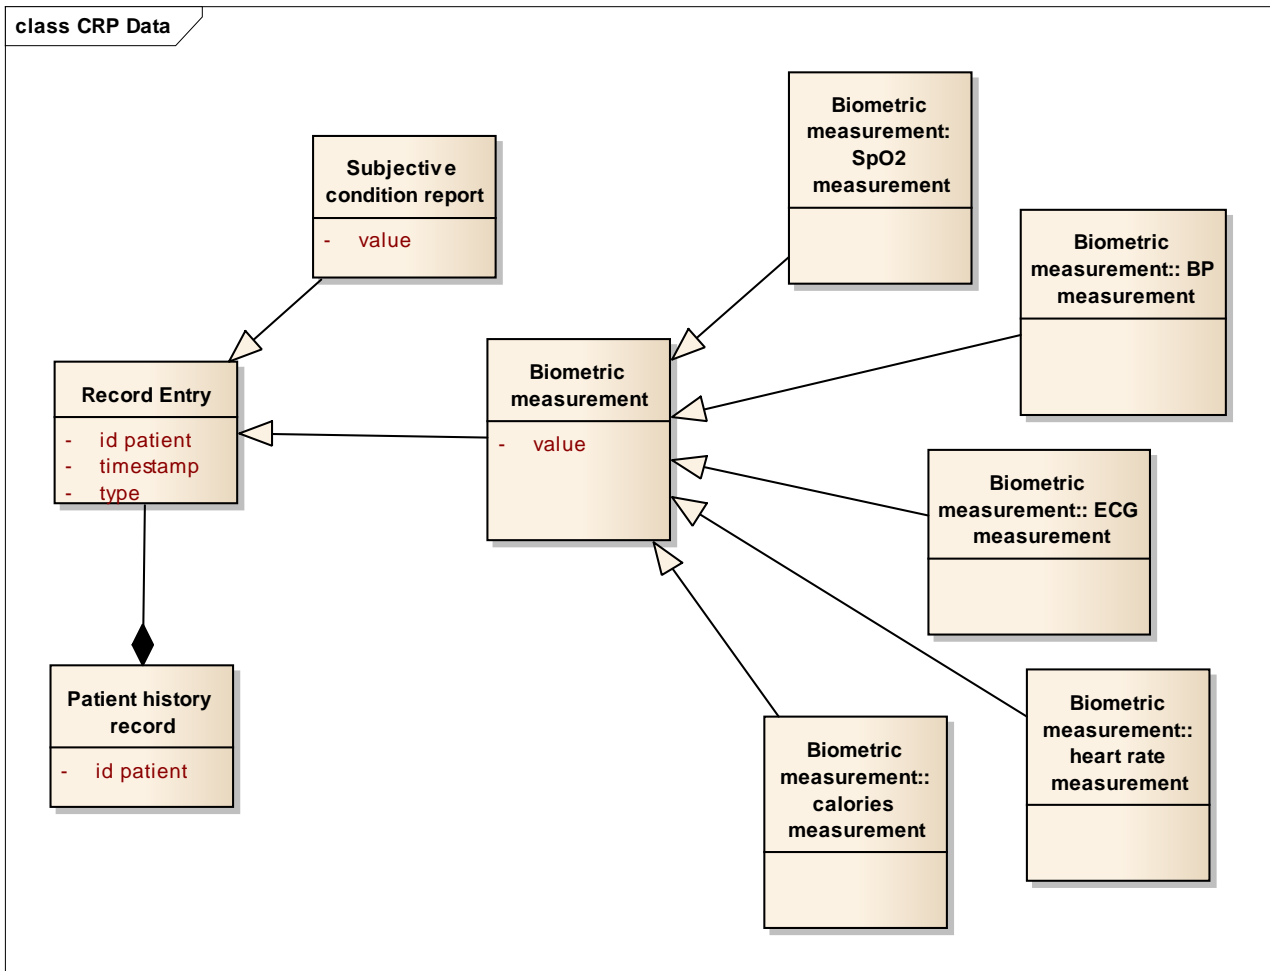 class CRP Data
Biometric
measurement:
SpO2
measurement
Subjective
condition report
- value
Biometric
measurement:: BP
measurement
Record Entry
- id patient
- timestamp
- type
Biometric
measurement
- value
Biometric
measurement:: ECG
measurement
Patient history
record
- id patient
Biometric
measurement::
heart rate
measurement
Biometric
measurement::
calories
measurement